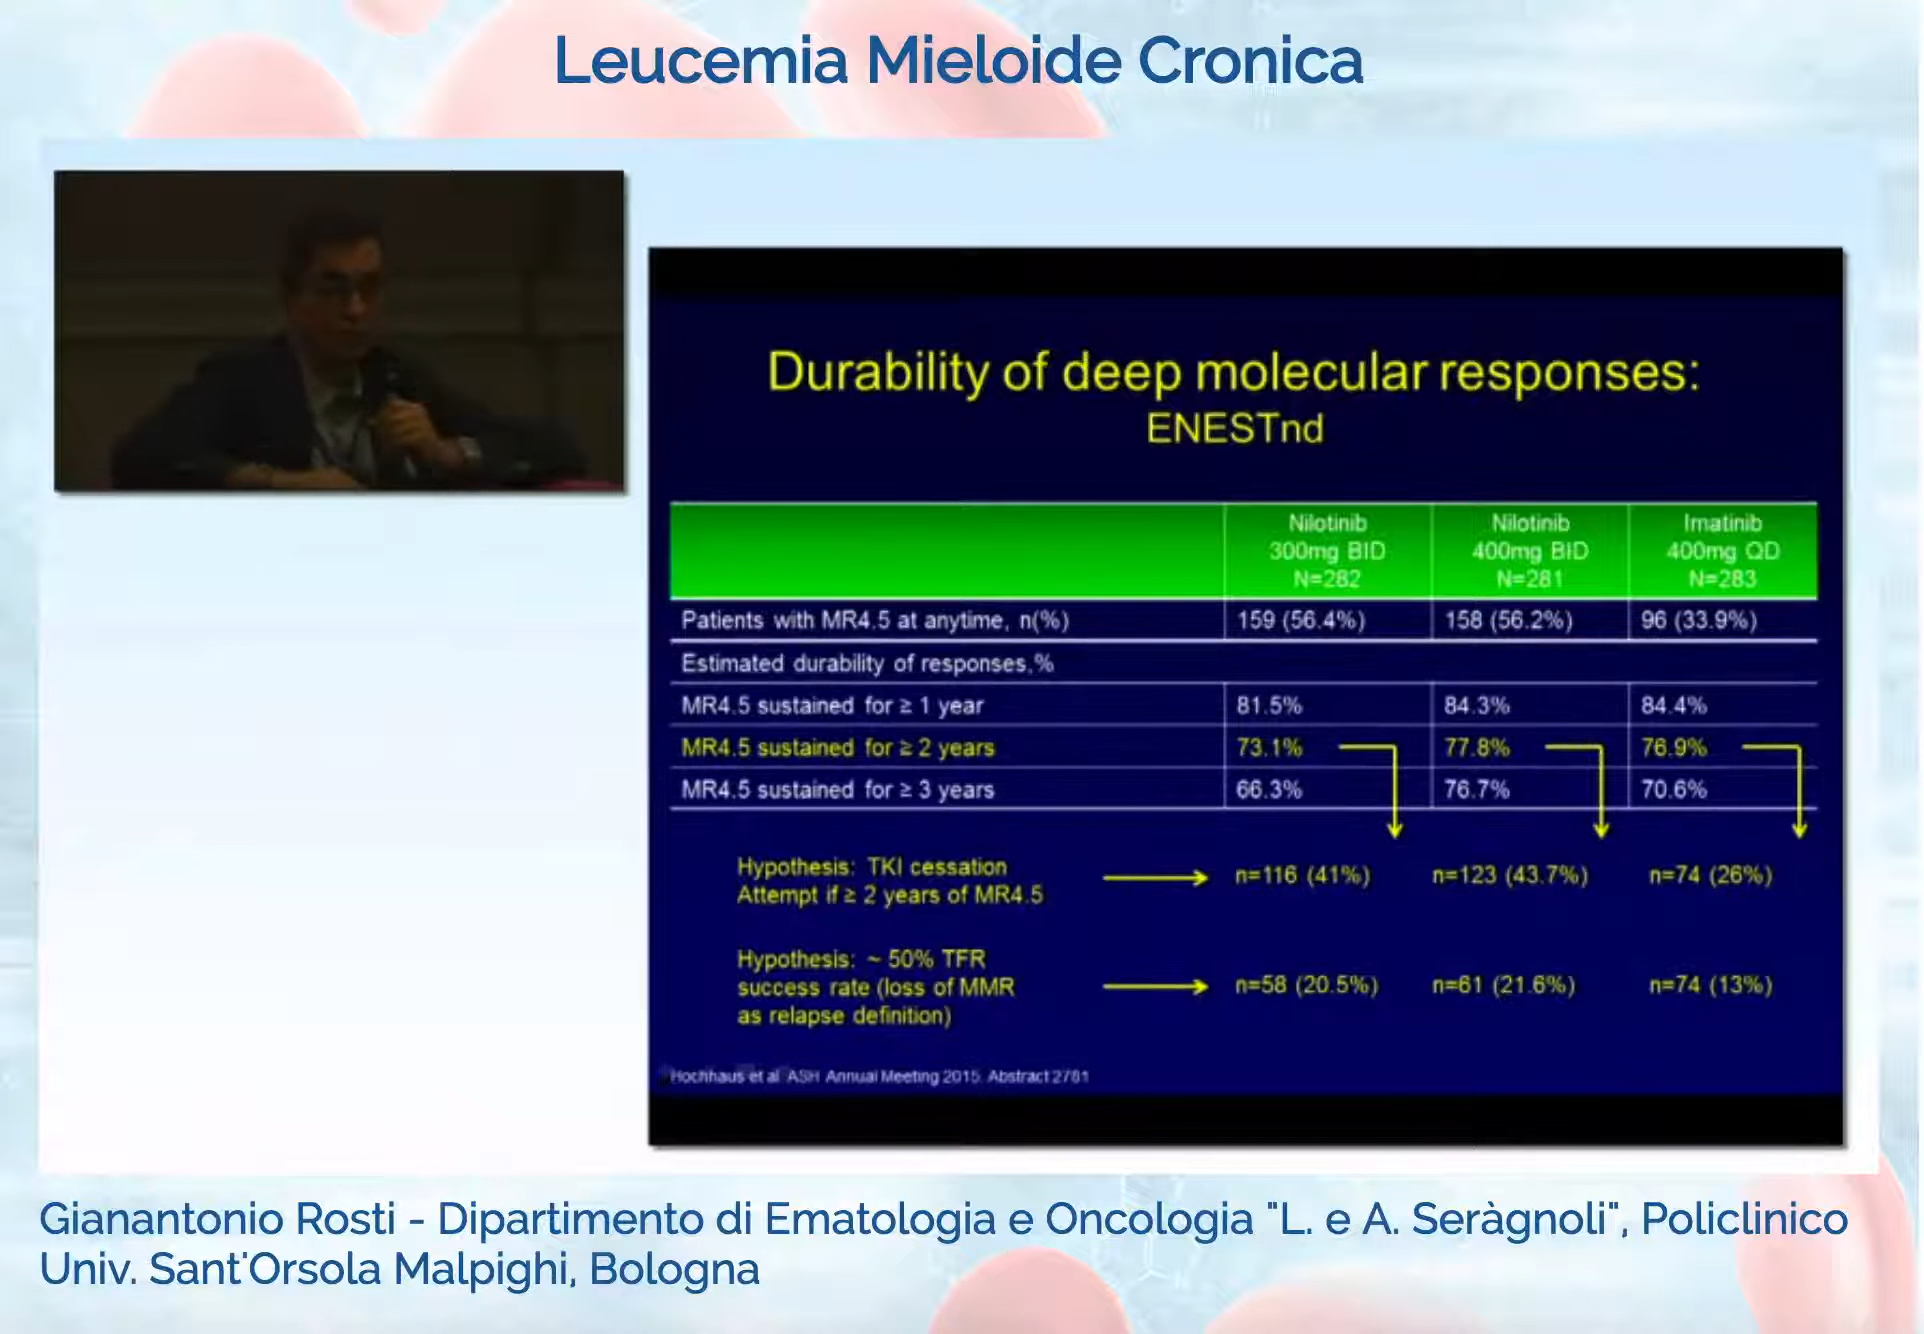 Leucemia Mieloide Cronica
Durability of deep molecular responses:
ENESTnd
Nilotinib
300mg BID
N=282
Nilotinib
400mg BID
N=281
Imatinib
400mg QD
N=283
Patients with MR4.5 at anytime, n(%) 159 (56.4%) 158 (56.2%) 96 (33.9%)
Estimated durability of responses,%
MR4.5 sustained for ≥ 1 year 81.5% 84.3% 84.4%
MR4.5 sustained for ≥ 2 years 73.1% 77.8% 76.9%
MR4.5 sustained for ≥ 3 years 66.3% 76.7% 70.6%
Hypothesis: TKI cessation
Attempt if ≥ 2 years of MR4.5
n=116 (41%) n=123 (43.7%) n=74 (26%)
Hypothesis: ~ 50% TFR
success rate (loss of MMR
as relapse definition)
n=58 (20.5%) n=61 (21.6%) n=74 (13%)
Hochhaus et al ASH Annual Meeting 2015. Abstract 2781
Gianantonio Rosti - Dipartimento di Ematologia e Oncologia "L. e A. Seràgnoli", Policlinico
Univ. Sant'Orsola Malpighi, Bologna